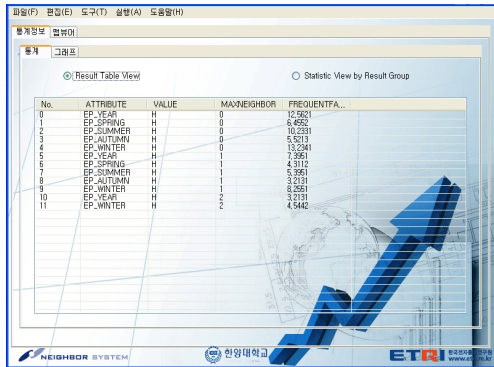 파일(F) 편집(E) 도구(T) 실행(A) 도움말(H)
통계정보 맵뷰어
통계 그래프
Result Table View Statistic View by Result Group
No. ATTRIBUTE VALUE MAXNEIGHBOR FREQUENTFA...
0 EP_YEAR H 0 12,5621
1 EP_SPRING H 0 6,4552
2 EP_SUMMER H 0 10,2331
3 EP_AUTUMN H 0 5,5213
4 EP_WINTER H 0 13,2341
5 EP_YEAR H 1 7,3951
6 EP_SPRING H 1 4,3112
7 EP_SUMMER H 1 5,3951
8 EP_AUTUMN H 1 3,2131
9 EP_WINTER H 1 8,2551
10 EP_YEAR H 2 3,2131
11 EP_WINTER H 2 4,5442
NEIGHBOR SYSTEM 한양대학교 ETRI
www.etri.re.kr